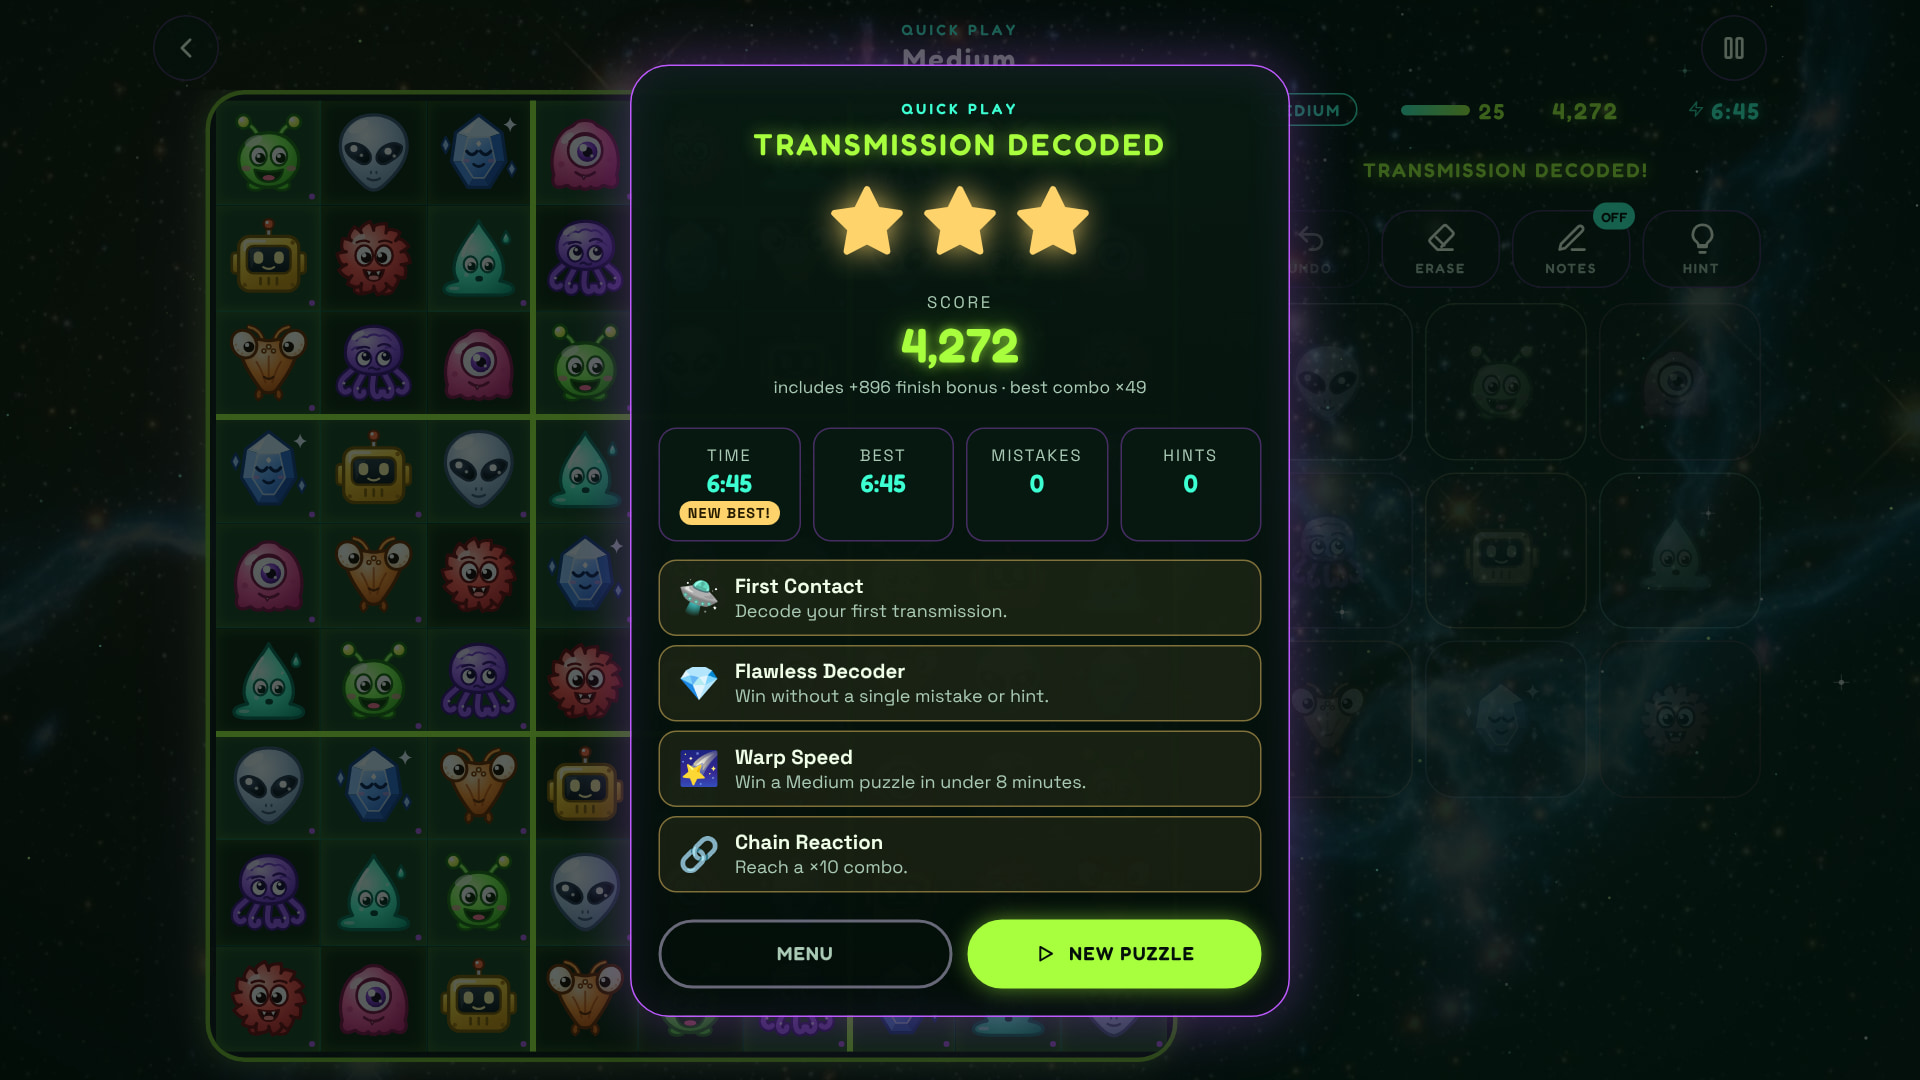 QUICK PLAY
Medium
25
4,272
6:45
TRANSMISSION DECODED!
UNDO
ERASE
OFF
NOTES
HINT
QUICK PLAY
TRANSMISSION DECODED
SCORE
4,272
includes +896 finish bonus · best combo ×49
TIME
6:45
NEW BEST!
BEST
6:45
MISTAKES
0
HINTS
0
First Contact
Decode your first transmission.
Flawless Decoder
Win without a single mistake or hint.
Warp Speed
Win a Medium puzzle in under 8 minutes.
Chain Reaction
Reach a ×10 combo.
MENU
NEW PUZZLE